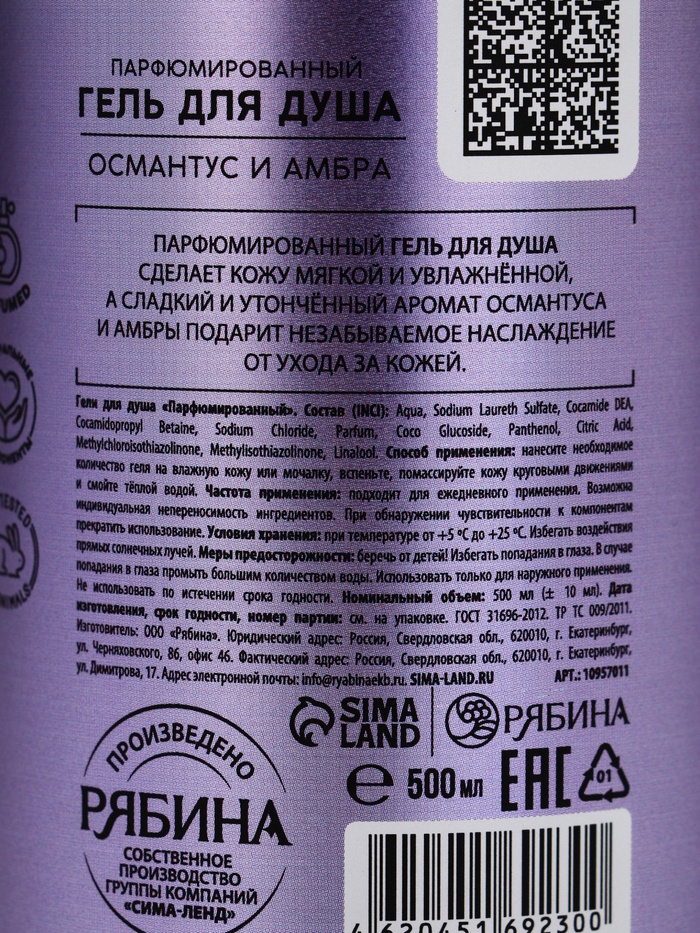 ПАРФЮМИРОВАННЫЙ
ГЕЛЬ ДЛЯ ДУША
ОСМАНТУС И АМБРА
ПАРФЮМИРОВАННЫЙ ГЕЛЬ ДЛЯ ДУША
СДЕЛАЕТ КОЖУ МЯГКОЙ И УВЛАЖНЁННОЙ,
А СЛАДКИЙ И УТОНЧЁННЫЙ АРОМАТ ОСМАНТУСА
И АМБРЫ ПОДАРИТ НЕЗАБЫВАЕМОЕ НАСЛАЖДЕНИЕ
ОТ УХОДА ЗА КОЖЕЙ.
Гели для душа «Парфюмированный». Состав (INCI): Aqua, Sodium Laureth Sulfate, Cocamide DEA,
Cocamidopropyl Betaine, Sodium Chloride, Parfum, Coco Glucoside, Panthenol, Citric Acid,
Methylchloroisothiazolinone, Methylisothiazolinone, Linalool. Способ применения: нанесите необходимое
количество геля на влажную кожу или мочалку, вспеньте, помассируйте кожу круговыми движениями
и смойте тёплой водой. Частота применения: подходит для ежедневного применения. Возможна
индивидуальная непереносимость ингредиентов. При обнаружении чувствительности к компонентам
прекратить использование. Условия хранения: при температуре от +5 °C до +25 °C. Избегать воздействия
прямых солнечных лучей. Меры предосторожности: беречь от детей! Избегать попадания в глаза. В случае
попадания в глаза промыть большим количеством воды. Использовать только для наружного применения.
Не использовать по истечении срока годности. Номинальный объем: 500 мл (± 10 мл). Дата
изготовления, срок годности, номер партии: см. на упаковке. ГОСТ 31696-2012. ТР ТС 009/2011.
Изготовитель: ООО «Рябина». Юридический адрес: Россия, Свердловская обл., 620010, г. Екатеринбург,
ул. Черняховского, 86, офис 46. Фактический адрес: Россия, Свердловская обл., 620010, г. Екатеринбург,
ул. Димитрова, 17. Адрес электронной почты: info@ryabinaekb.ru. SIMA-LAND.RU АРТ.: 10957011
SIMA
LAND
РЯБИНА
ПРОИЗВЕДЕНО
РЯБИНА
СОБСТВЕННОЕ
ПРОИЗВОДСТВО
ГРУППЫ КОМПАНИЙ
«СИМА-ЛЕНД»
℮ 500 мл EAC 01
4 620451 692300